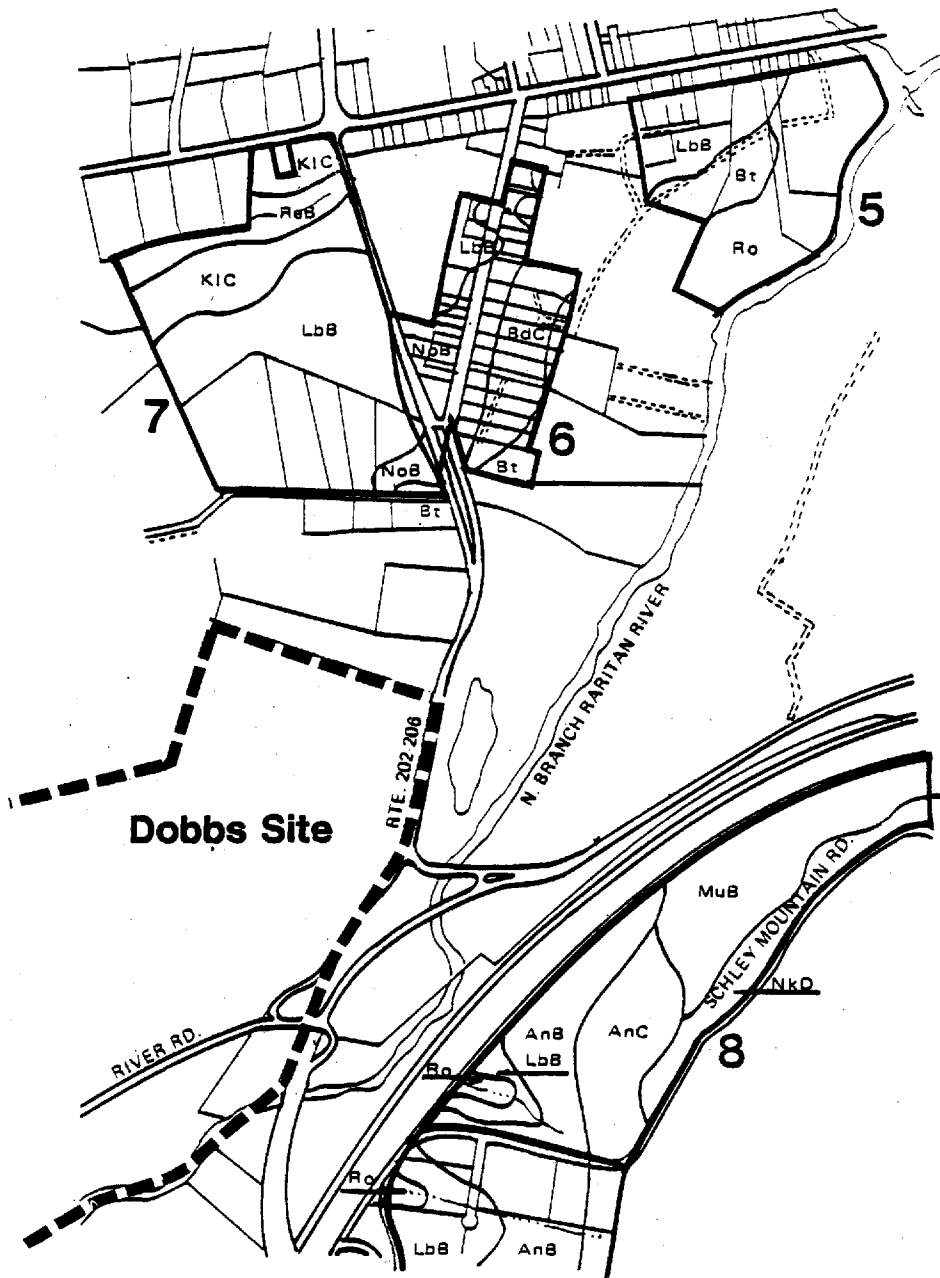 KlC
LbB
ReB
Bt
5
LbB
KlC
Ro
LbB
NoB
BdC
7
6
NoB
Bt
Bt
N. BRANCH RARITAN RIVER
RTE. 202 206
Dobbs Site
MuB
SCHLEY MOUNTAIN RD.
NkD
RIVER RD.
AnB
AnC
LbB
Ro
8
Ro
LbB
AnB